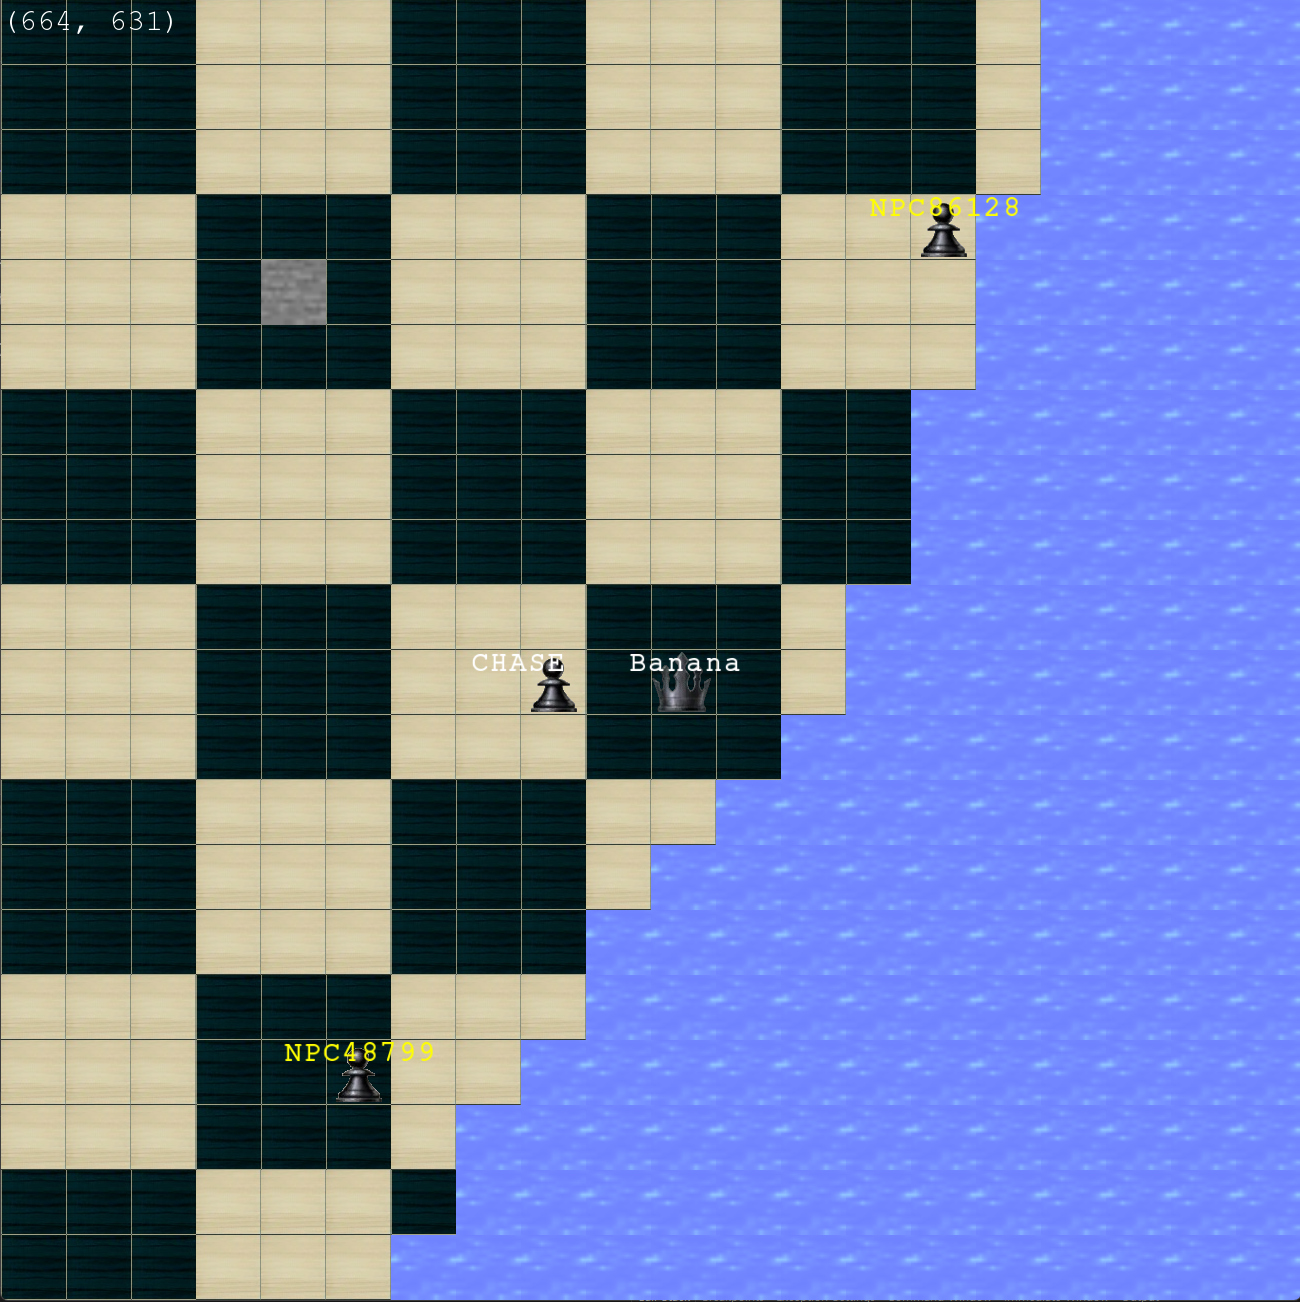 (664, 631)
NPC86128
CHASE
Banana
NPC48799